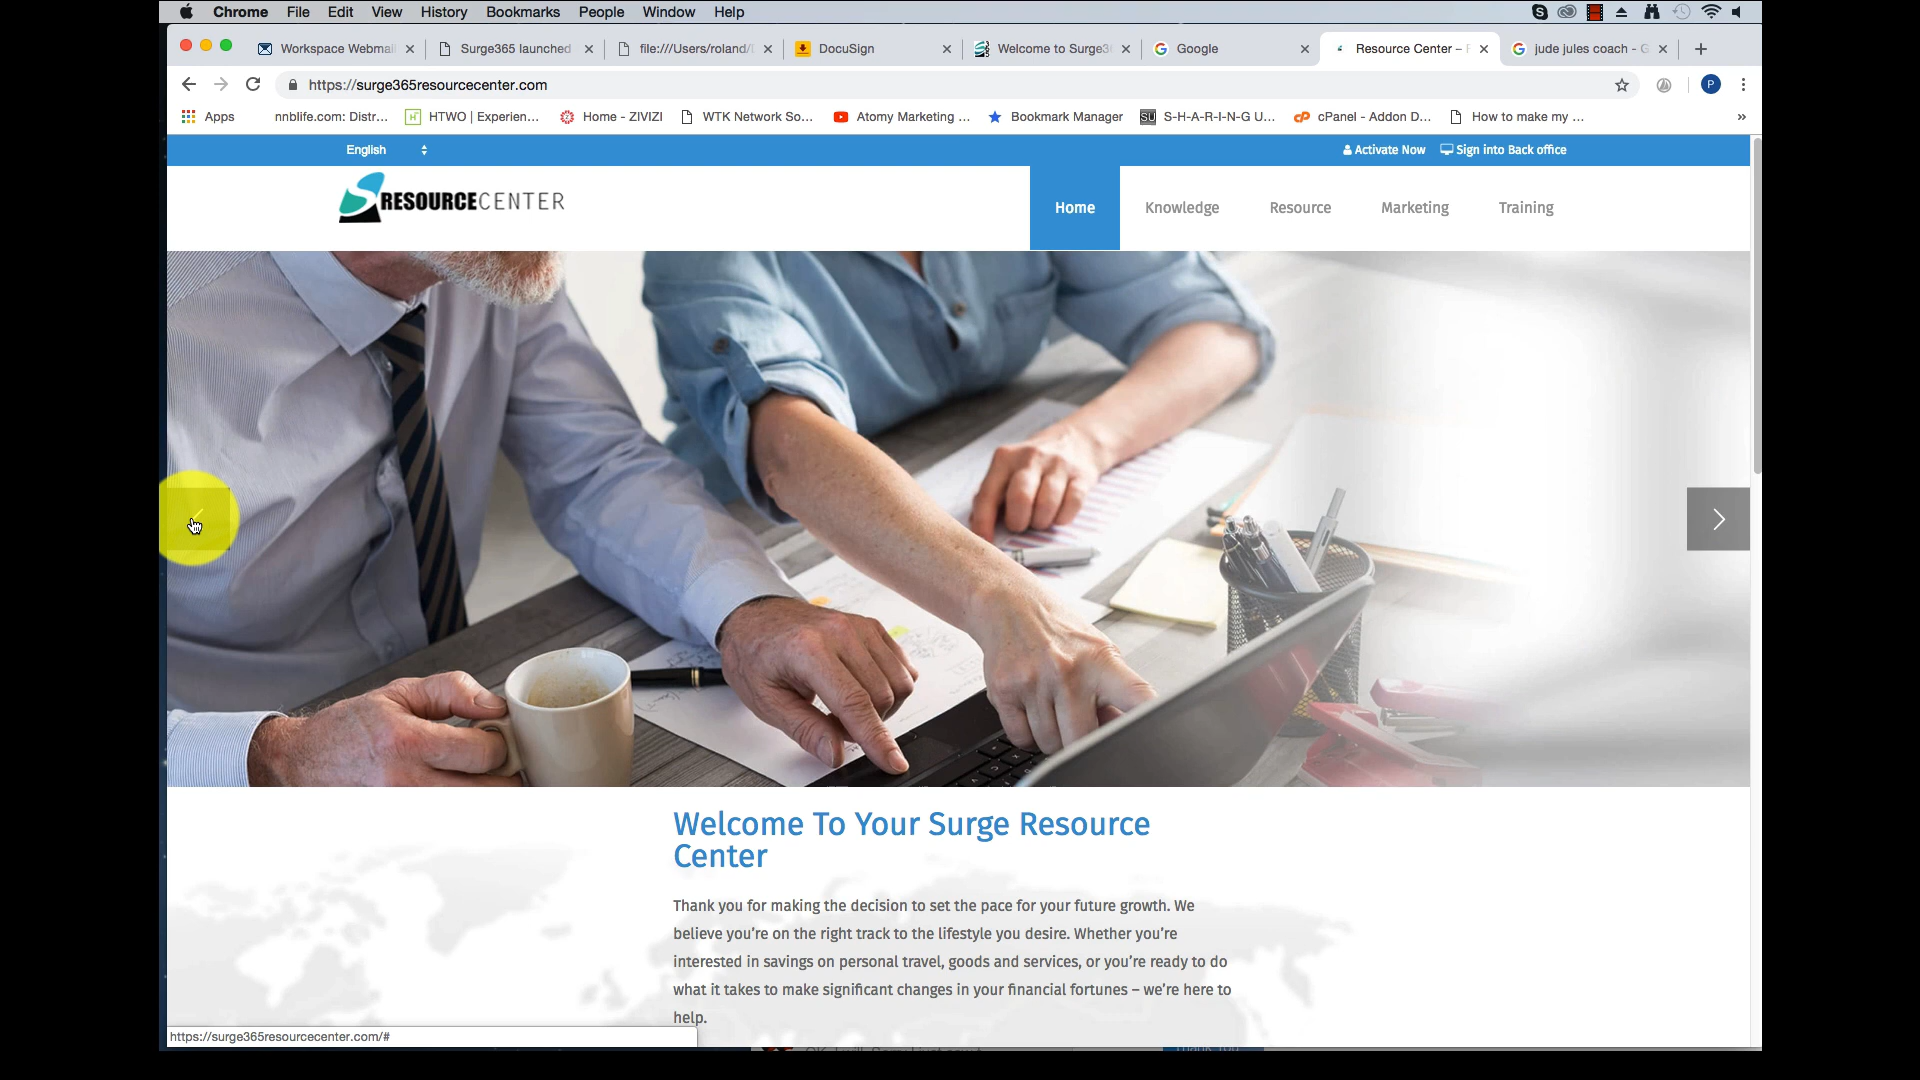 Chrome File Edit View History Bookmarks People Window Help
Workspace Webmai
Surge365 launched
file:///Users/roland/
DocuSign
Welcome to Surge3
Google
Resource Center –
jude jules coach - G
https://surge365resourcecenter.com
P
Apps
nnblife.com: Distr...
HTWO | Experien...
Home - ZIVIZI
WTK Network So...
Atomy Marketing ...
Bookmark Manager
SU S-H-A-R-I-N-G U...
cPanel - Addon D...
How to make my ...
English
Activate Now
Sign into Back office
RESOURCECENTER
Home Knowledge Resource Marketing Training
Welcome To Your Surge Resource
Center
Thank you for making the decision to set the pace for your future growth. We
believe you're on the right track to the lifestyle you desire. Whether you're
interested in savings on personal travel, goods and services, or you're ready to do
what it takes to make significant changes in your financial fortunes – we're here to
help.
https://surge365resourcecenter.com/#